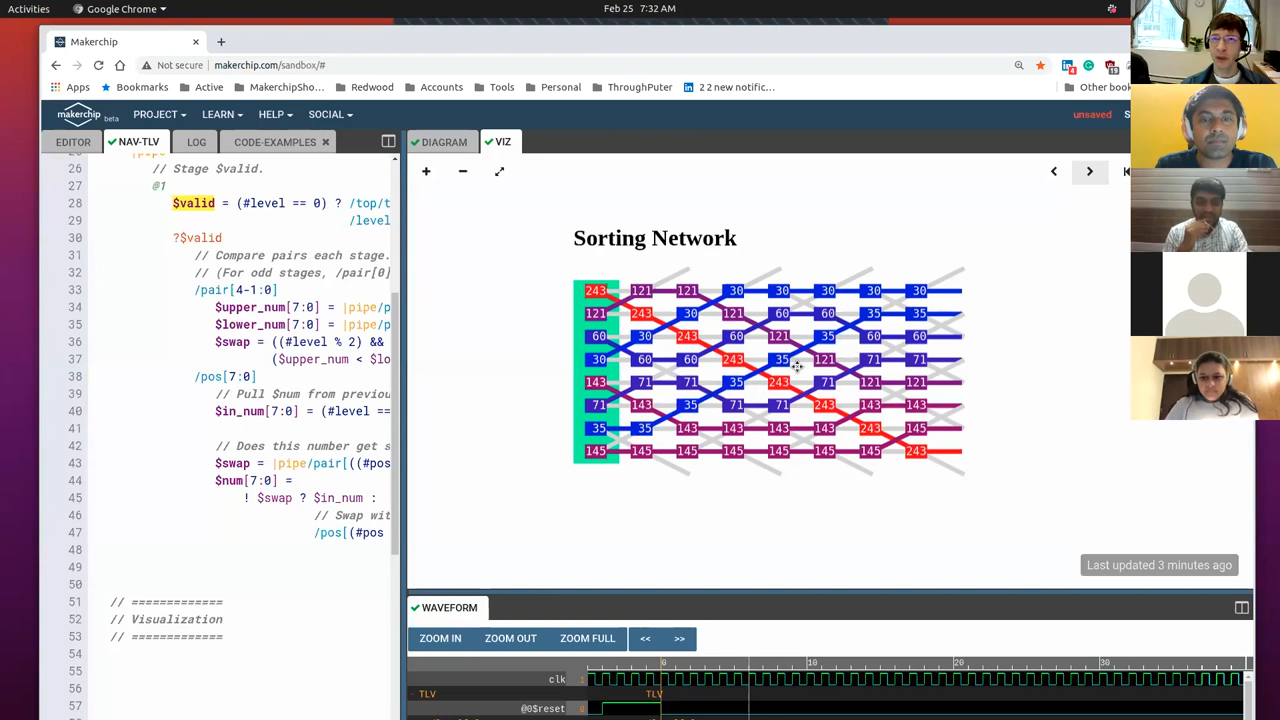 Activities
Google Chrome
Feb 25 7:32 AM
Makerchip
Not secure
makerchip.com/sandbox/#
4
19
Apps
Bookmarks
Active
MakerchipSho...
Redwood
Accounts
Tools
Personal
ThroughPuter
2 2 new notific...
Other book
makerchip
beta
PROJECT
LEARN
HELP
SOCIAL
unsaved
S
EDITOR
NAV-TLV
LOG
CODE-EXAMPLES
DIAGRAM
VIZ
26 // Stage $valid.
27 @1
28 $valid = (#level == 0) ? /top/t
29 /level
30 ?$valid
31 // Compare pairs each stage.
32 // (For odd stages, /pair[0]
33 /pair[4-1:0]
34 $upper_num[7:0] = |pipe/p
35 $lower_num[7:0] = |pipe/p
36 $swap = ((#level % 2) &&
37 ($upper_num < $lo
38 /pos[7:0]
39 // Pull $num from previous
40 $in_num[7:0] = (#level ==
41
42 // Does this number get s
43 $swap = |pipe/pair[((#pos
44 $num[7:0] =
45 ! $swap ? $in_num :
46 // Swap wit
47 /pos[(#pos
48
49
50
51 // =============
52 // Visualization
53 // =============
54
55
56
57
Sorting Network
243 121 121 30 30 30 30 30
121 243 30 121 60 60 35 35
60 30 243 60 121 35 60 60
30 60 60 243 35 121 71 71
143 71 71 35 243 71 121 121
71 143 35 71 71 243 143 143
35 35 143 143 143 143 243 145
145 145 145 145 145 145 145 243
Last updated 3 minutes ago
WAVEFORM
ZOOM IN
ZOOM OUT
ZOOM FULL
<<
>>
0 10 20 30
clk 1
TLV
TLV
@0$reset 0